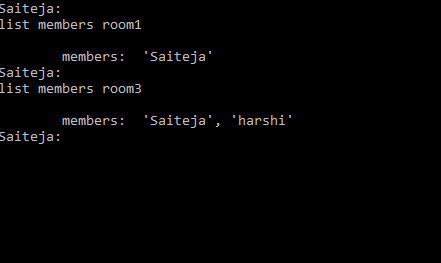 Saiteja:
list members room1
members:  'Saiteja'
Saiteja:
list members room3
members:  'Saiteja', 'harshi'
Saiteja: